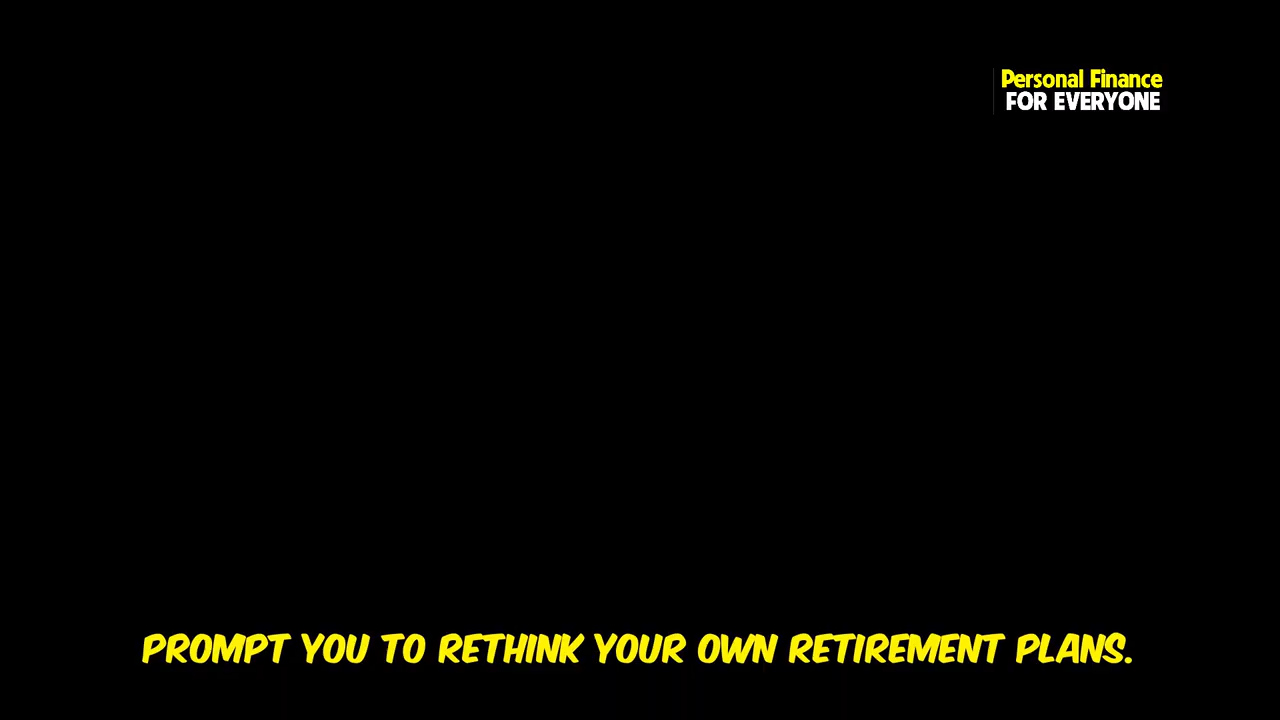 Personal Finance
FOR EVERYONE
PROMPT YOU TO RETHINK YOUR OWN RETIREMENT PLANS.